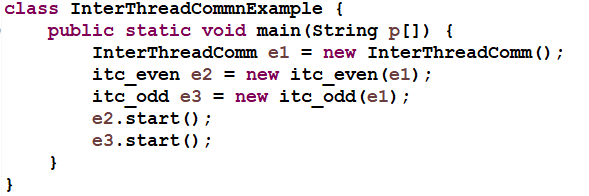 class InterThreadCommnExample {
    public static void main(String p[]) {
        InterThreadComm e1 = new InterThreadComm();
        itc_even e2 = new itc_even(e1);
        itc_odd e3 = new itc_odd(e1);
        e2.start();
        e3.start();
    }
}